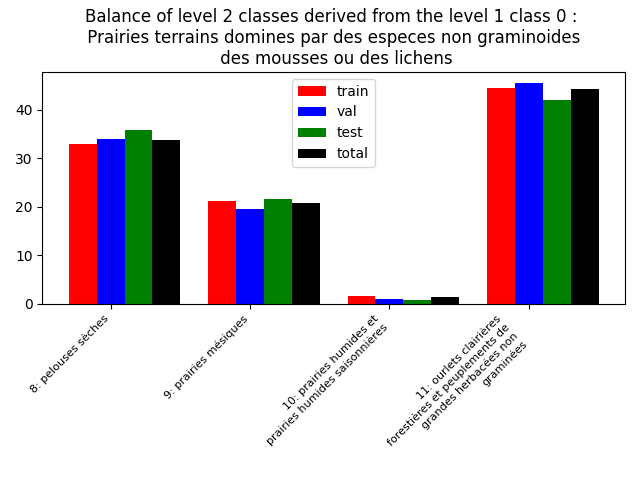 Balance of level 2 classes derived from the level 1 class 0 :
Prairies terrains domines par des especes non graminoides
des mousses ou des lichens
train
val
test
total
40
30
20
10
0
8: pelouses sèches
9: prairies mésiques
10: prairies humides et
prairies humides saisonnières
11: ourlets clairières
forestières et peuplements de
grandes herbacées non
graminées